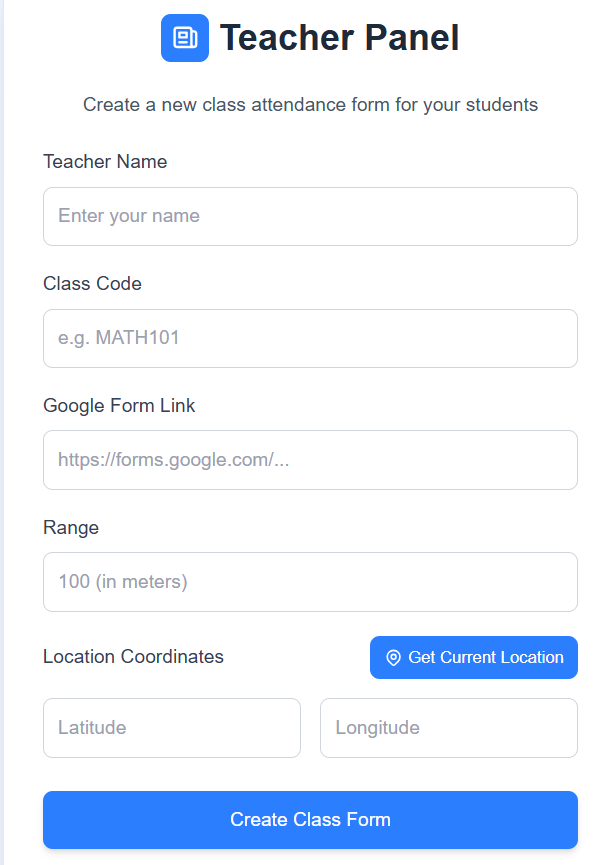 Teacher Panel
Create a new class attendance form for your students
Teacher Name
Enter your name
Class Code
e.g. MATH101
Google Form Link
https://forms.google.com/...
Range
100 (in meters)
Location Coordinates
Get Current Location
Latitude
Longitude
Create Class Form